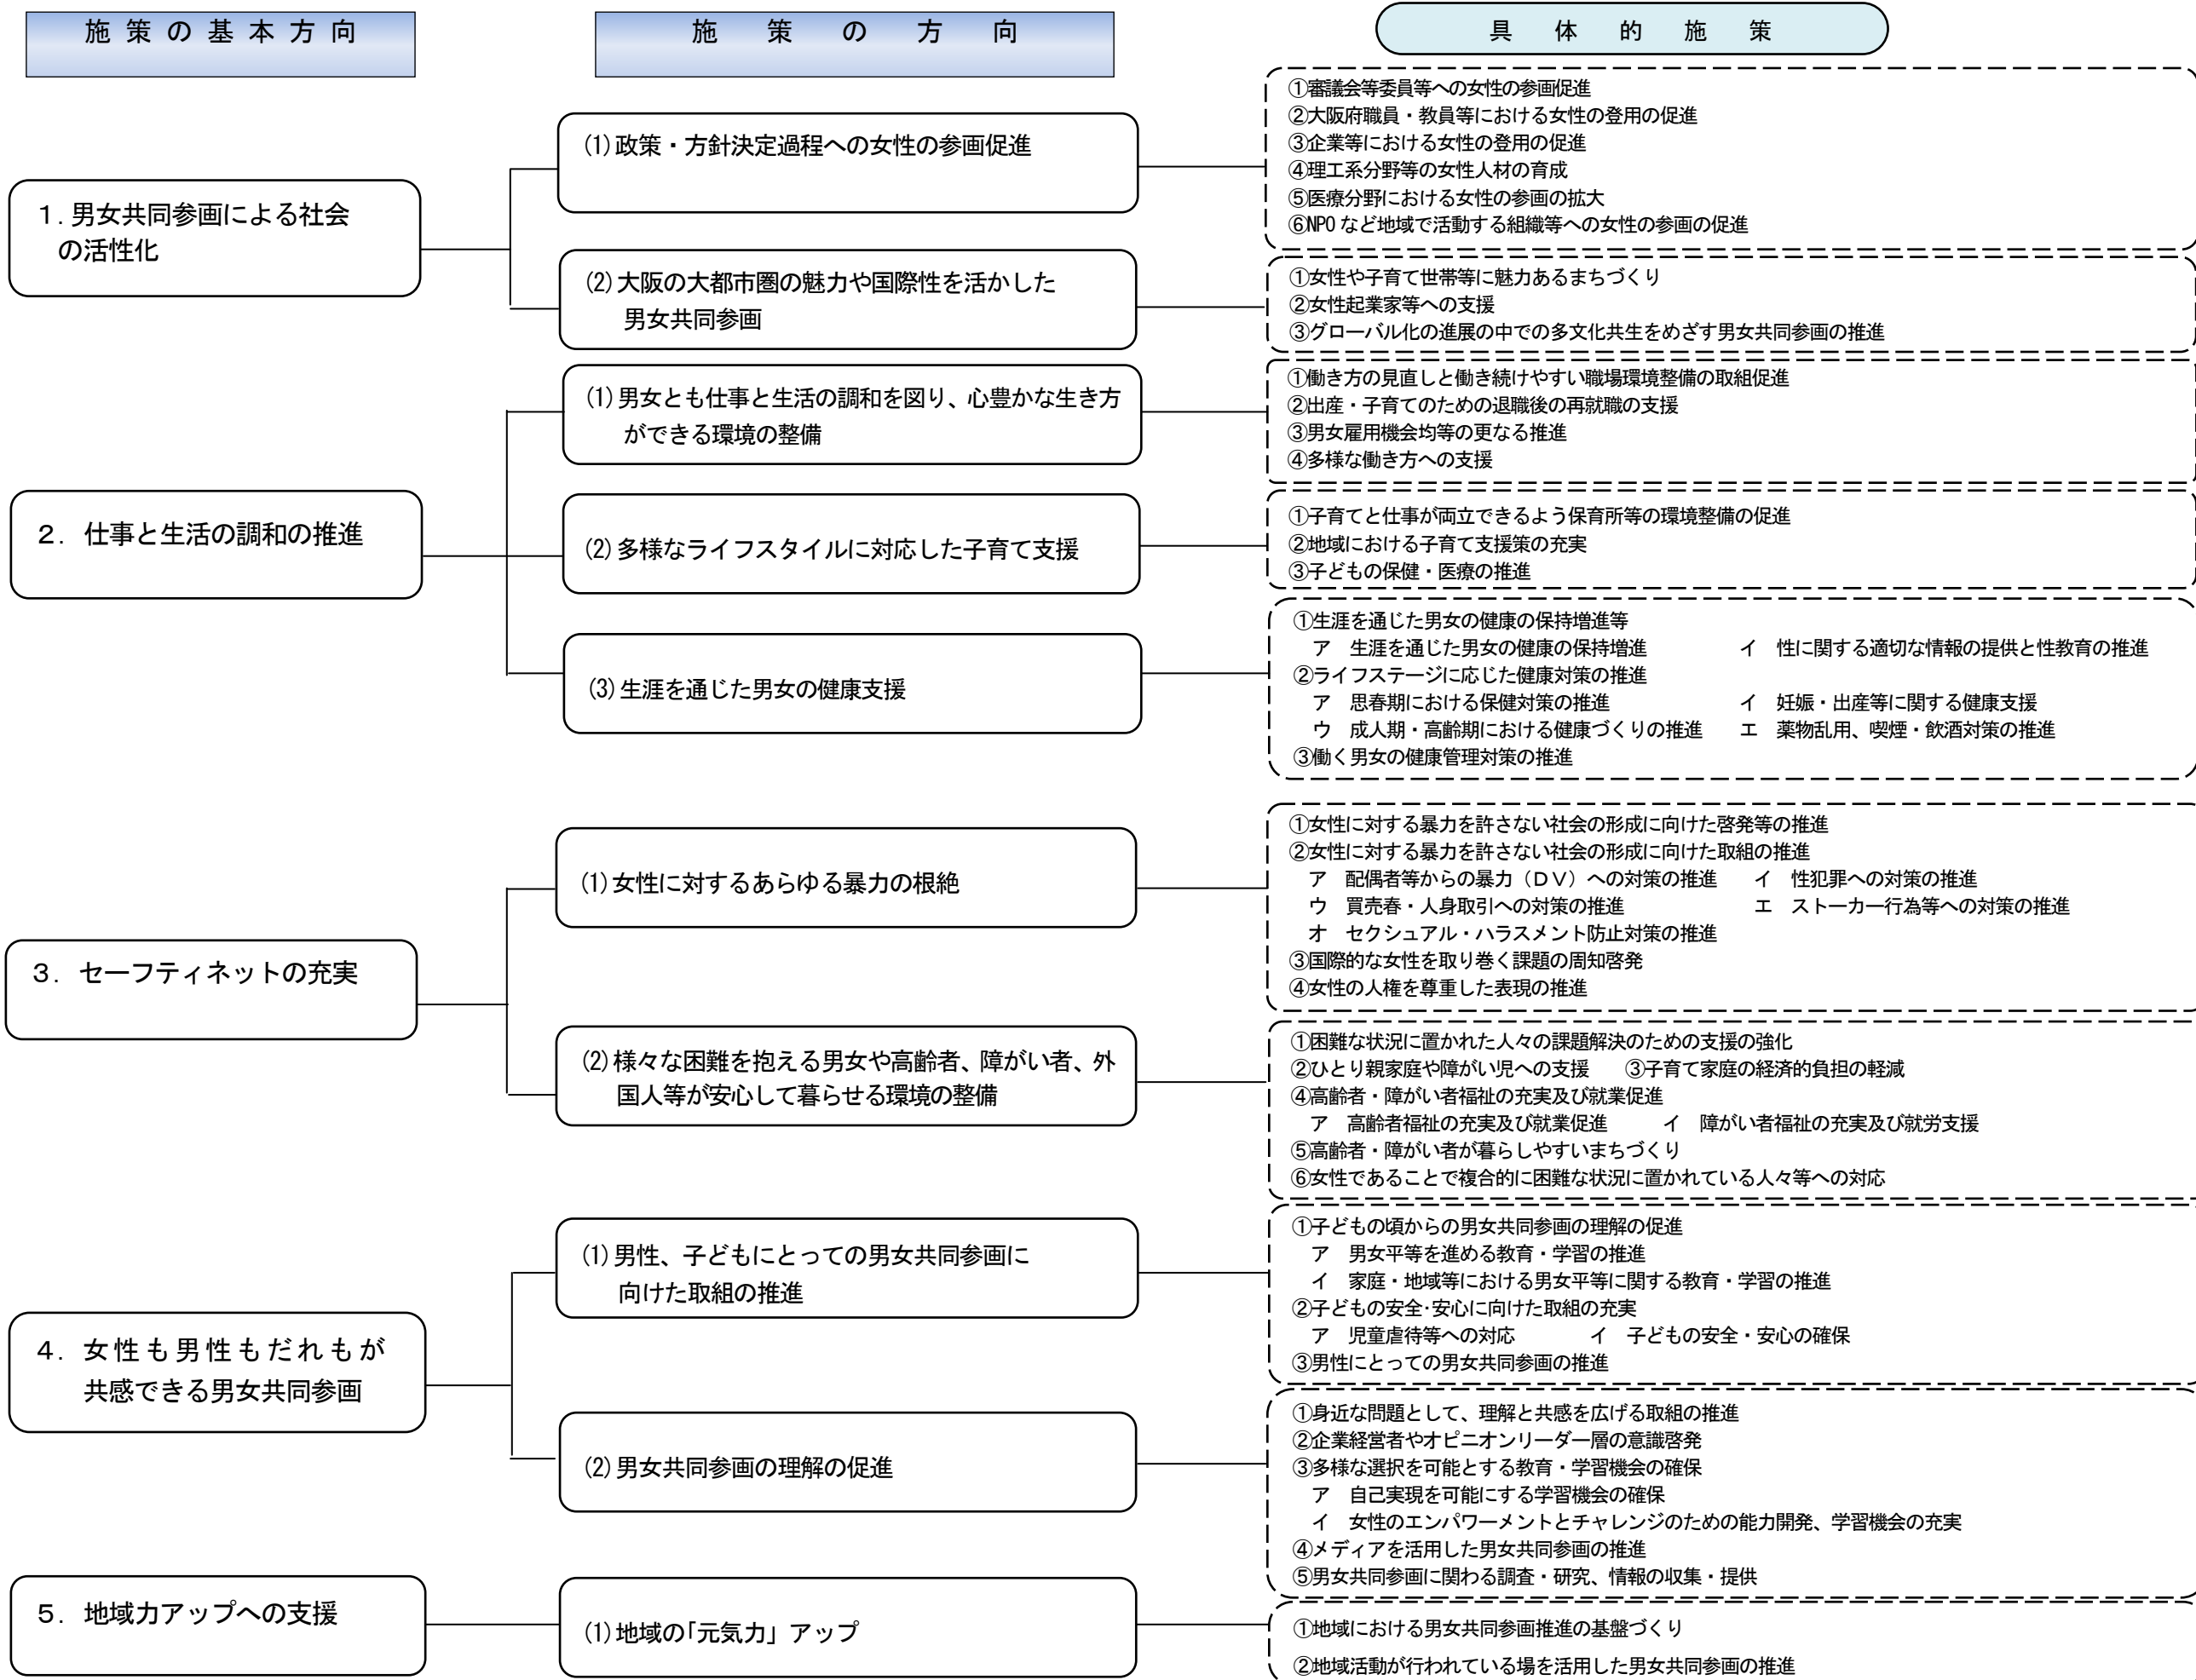 施策の基本方向
施策の方向
具体的施策
1.男女共同参画による社会
の活性化
(1)政策・方針決定過程への女性の参画促進
①審議会等委員等への女性の参画促進
②大阪府職員・教員等における女性の登用の促進
③企業等における女性の登用の促進
④理工系分野等の女性人材の育成
⑤医療分野における女性の参画の拡大
⑥NPOなど地域で活動する組織等への女性の参画の促進
(2)大阪の大都市圏の魅力や国際性を活かした
男女共同参画
①女性や子育て世帯等に魅力あるまちづくり
②女性起業家等への支援
③グローバル化の進展の中での多文化共生をめざす男女共同参画の推進
2. 仕事と生活の調和の推進
(1)男女とも仕事と生活の調和を図り、心豊かな生き方
ができる環境の整備
①働き方の見直しと働き続けやすい職場環境整備の取組促進
②出産・子育てのための退職後の再就職の支援
③男女雇用機会均等の更なる推進
④多様な働き方への支援
(2)多様なライフスタイルに対応した子育て支援
①子育てと仕事が両立できるよう保育所等の環境整備の促進
②地域における子育て支援策の充実
③子どもの保健・医療の推進
(3)生涯を通じた男女の健康支援
①生涯を通じた男女の健康の保持増進等
ア 生涯を通じた男女の健康の保持増進 イ 性に関する適切な情報の提供と性教育の推進
②ライフステージに応じた健康対策の推進
ア 思春期における保健対策の推進 イ 妊娠・出産等に関する健康支援
ウ 成人期・高齢期における健康づくりの推進 エ 薬物乱用、喫煙・飲酒対策の推進
③働く男女の健康管理対策の推進
3. セーフティネットの充実
(1)女性に対するあらゆる暴力の根絶
①女性に対する暴力を許さない社会の形成に向けた啓発等の推進
②女性に対する暴力を許さない社会の形成に向けた取組の推進
ア 配偶者等からの暴力（ＤＶ）への対策の推進 イ 性犯罪への対策の推進
ウ 買売春・人身取引への対策の推進 エ ストーカー行為等への対策の推進
オ セクシュアル・ハラスメント防止対策の推進
③国際的な女性を取り巻く課題の周知啓発
④女性の人権を尊重した表現の推進
(2)様々な困難を抱える男女や高齢者、障がい者、外
国人等が安心して暮らせる環境の整備
①困難な状況に置かれた人々の課題解決のための支援の強化
②ひとり親家庭や障がい児への支援 ③子育て家庭の経済的負担の軽減
④高齢者・障がい者福祉の充実及び就業促進
ア 高齢者福祉の充実及び就業促進 イ 障がい者福祉の充実及び就労支援
⑤高齢者・障がい者が暮らしやすいまちづくり
⑥女性であることで複合的に困難な状況に置かれている人々等への対応
4. 女性も男性もだれもが
共感できる男女共同参画
(1)男性、子どもにとっての男女共同参画に
向けた取組の推進
①子どもの頃からの男女共同参画の理解の促進
ア 男女平等を進める教育・学習の推進
イ 家庭・地域等における男女平等に関する教育・学習の推進
②子どもの安全･安心に向けた取組の充実
ア 児童虐待等への対応 イ 子どもの安全・安心の確保
③男性にとっての男女共同参画の推進
(2)男女共同参画の理解の促進
①身近な問題として、理解と共感を広げる取組の推進
②企業経営者やオピニオンリーダー層の意識啓発
③多様な選択を可能とする教育・学習機会の確保
ア 自己実現を可能にする学習機会の確保
イ 女性のエンパワーメントとチャレンジのための能力開発、学習機会の充実
④メディアを活用した男女共同参画の推進
⑤男女共同参画に関わる調査・研究、情報の収集・提供
5. 地域力アップへの支援
(1)地域の「元気力」アップ
①地域における男女共同参画推進の基盤づくり
②地域活動が行われている場を活用した男女共同参画の推進